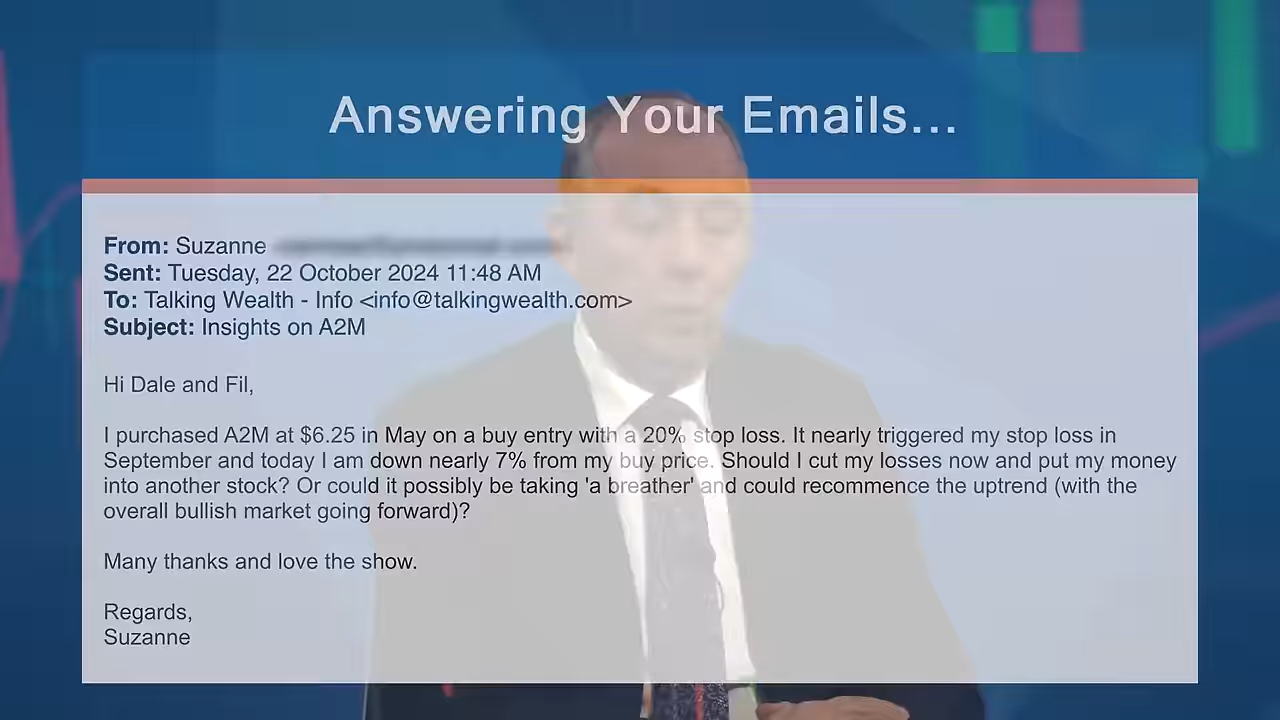 Answering Your Emails...
From: Suzanne
Sent: Tuesday, 22 October 2024 11:48 AM
To: Talking Wealth - Info <info@talkingwealth.com>
Subject: Insights on A2M
Hi Dale and Fil,
I purchased A2M at $6.25 in May on a buy entry with a 20% stop loss. It nearly triggered my stop loss in
September and today I am down nearly 7% from my buy price. Should I cut my losses now and put my money
into another stock? Or could it possibly be taking 'a breather' and could recommence the uptrend (with the
overall bullish market going forward)?
Many thanks and love the show.
Regards,
Suzanne